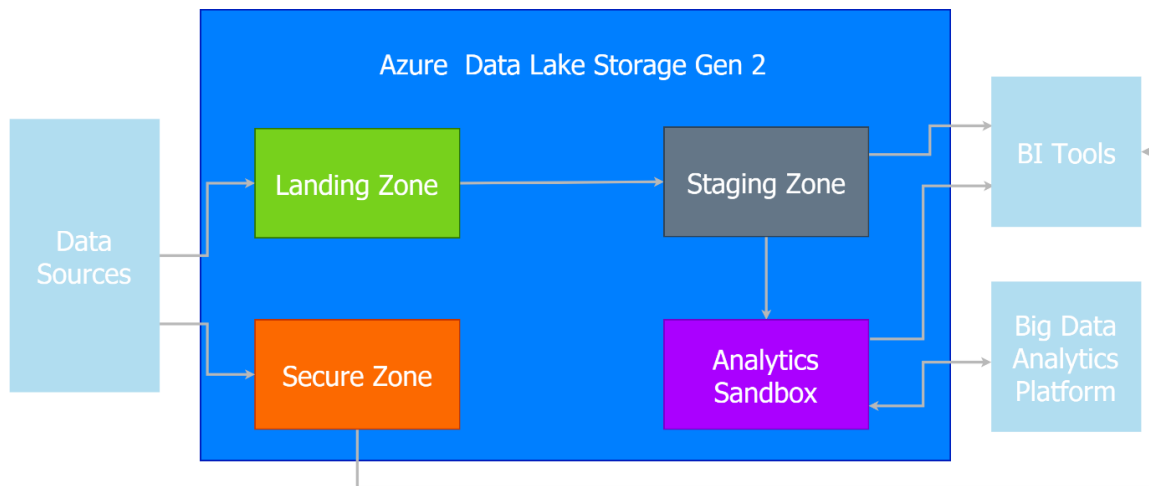 Azure  Data Lake Storage Gen 2
Data
Sources
Landing Zone
Secure Zone
Staging Zone
Analytics
Sandbox
BI Tools
Big Data
Analytics
Platform